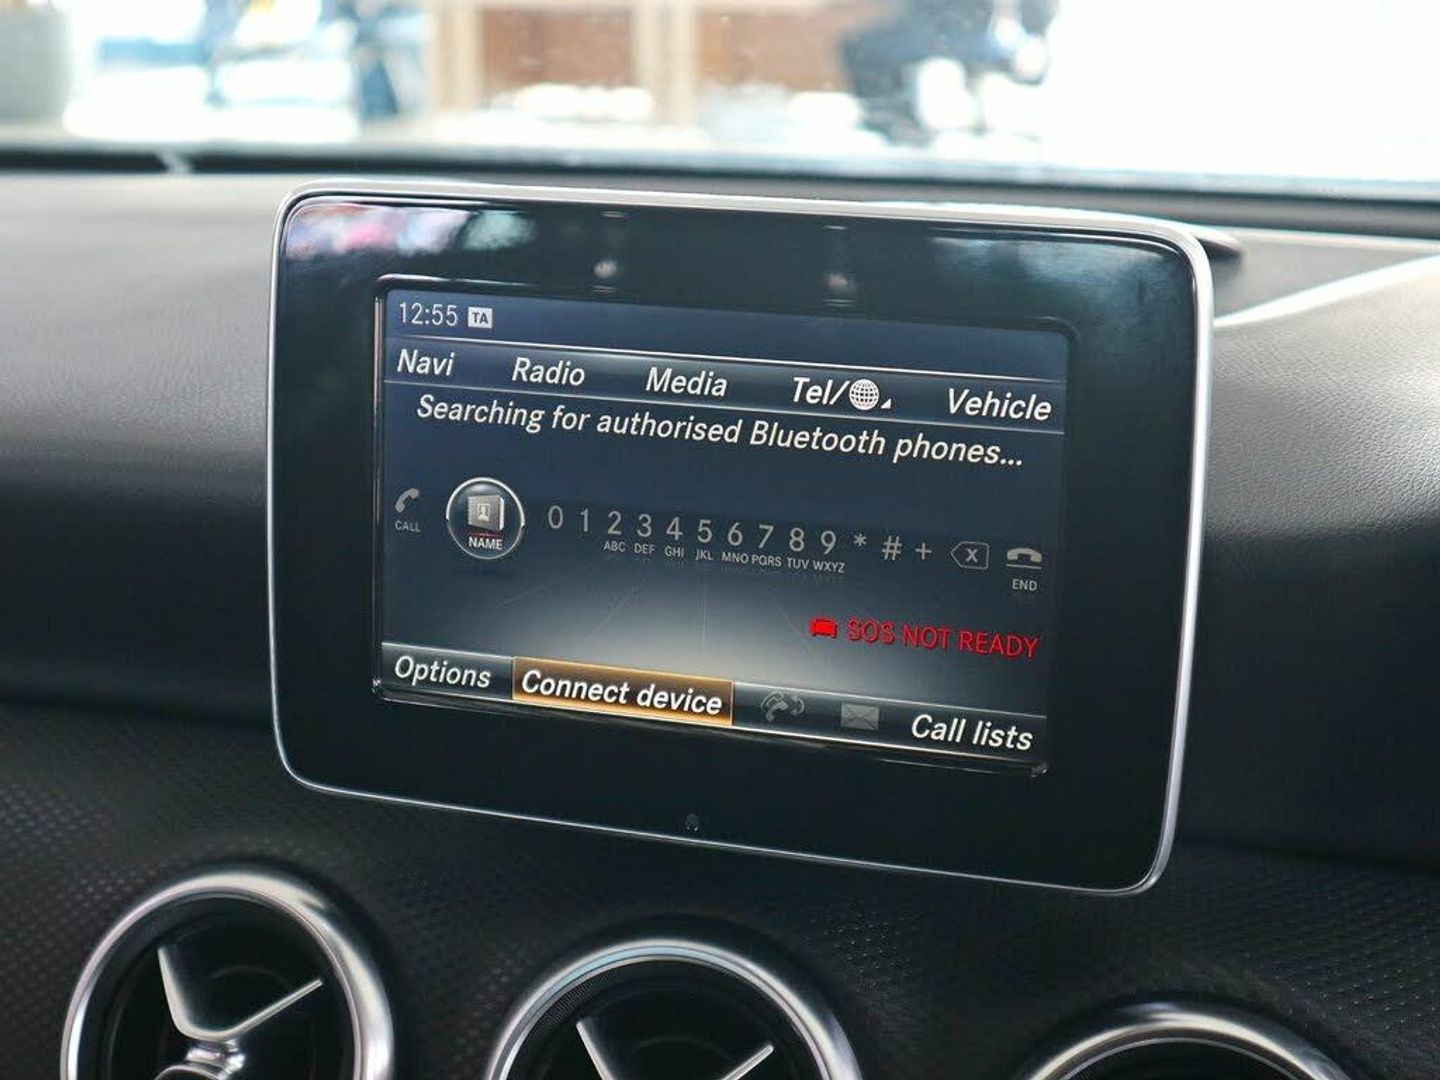 12:55 TA
Navi Radio Media Tel/ Vehicle
Searching for authorised Bluetooth phones...
0 1 2 3 4 5 6 7 8 9 * # + x
CALL NAME ABC DEF GHI JKL MNO PQRS TUV WXYZ END
SOS NOT READY
Options Connect device Call lists